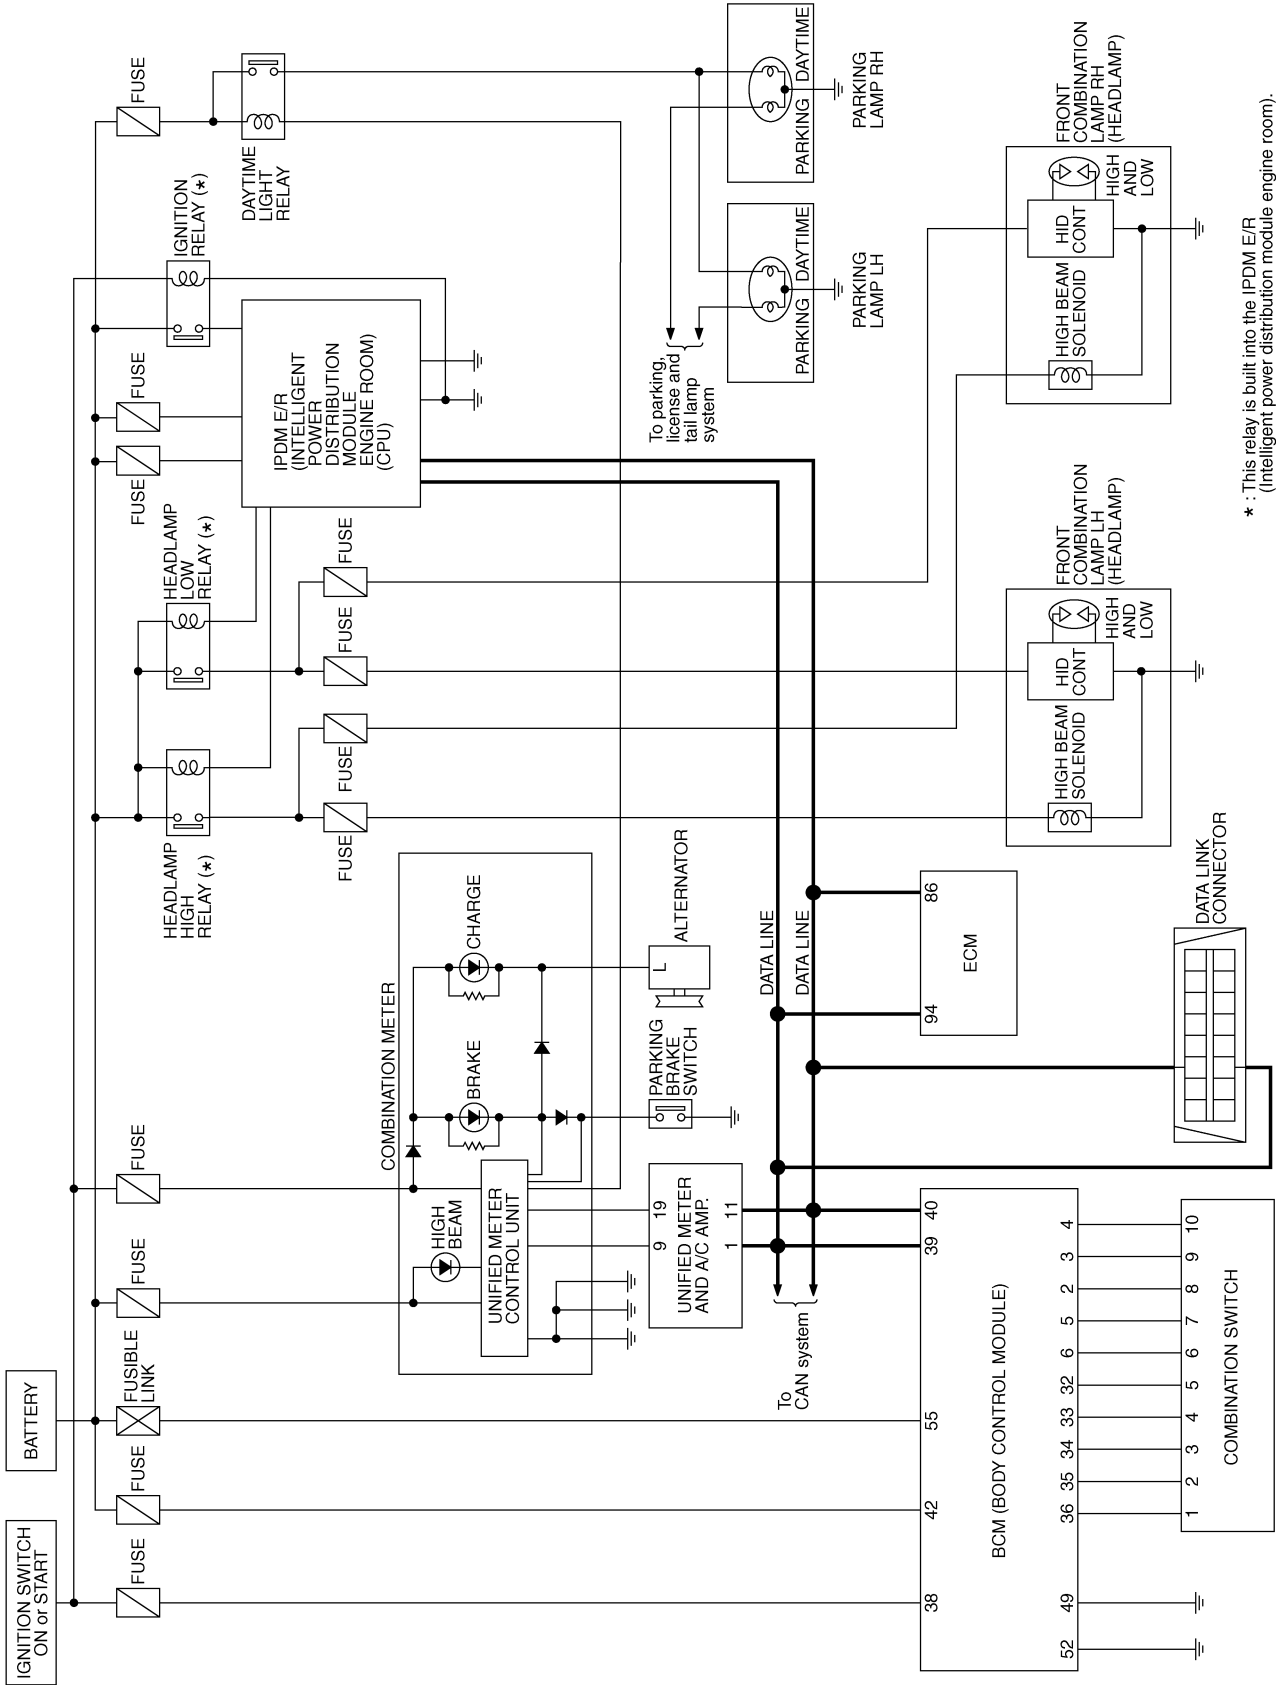 IGNITION SWITCH
ON or START
BATTERY
FUSE
FUSE
FUSIBLE
LINK
FUSE
FUSE
HEADLAMP
HIGH
RELAY (*)
HEADLAMP
LOW
RELAY (*)
FUSE
FUSE
IGNITION
RELAY (*)
FUSE
DAYTIME
LIGHT
RELAY
FUSE
FUSE
FUSE
FUSE
IPDM E/R
(INTELLIGENT
POWER
DISTRIBUTION
MODULE
ENGINE ROOM)
(CPU)
COMBINATION METER
HIGH
BEAM
BRAKE
CHARGE
UNIFIED METER
CONTROL UNIT
PARKING
BRAKE
SWITCH
L
ALTERNATOR
9
19
UNIFIED METER
AND A/C AMP.
1
11
To parking,
license and
tail lamp
system
PARKING
DAYTIME
PARKING
LAMP LH
PARKING
DAYTIME
PARKING
LAMP RH
DATA LINE
DATA LINE
To
CAN system
38
42
55
39
40
BCM (BODY CONTROL MODULE)
52
49
36
35
34
33
32
6
5
2
3
4
1
2
3
4
5
6
7
8
9
10
COMBINATION SWITCH
94
86
ECM
DATA LINK
CONNECTOR
HIGH BEAM
SOLENOID
HID
CONT
HIGH
AND
LOW
FRONT
COMBINATION
LAMP LH
(HEADLAMP)
HIGH BEAM
SOLENOID
HID
CONT
HIGH
AND
LOW
FRONT
COMBINATION
LAMP RH
(HEADLAMP)
* : This relay is built into the IPDM E/R
(Intelligent power distribution module engine room).